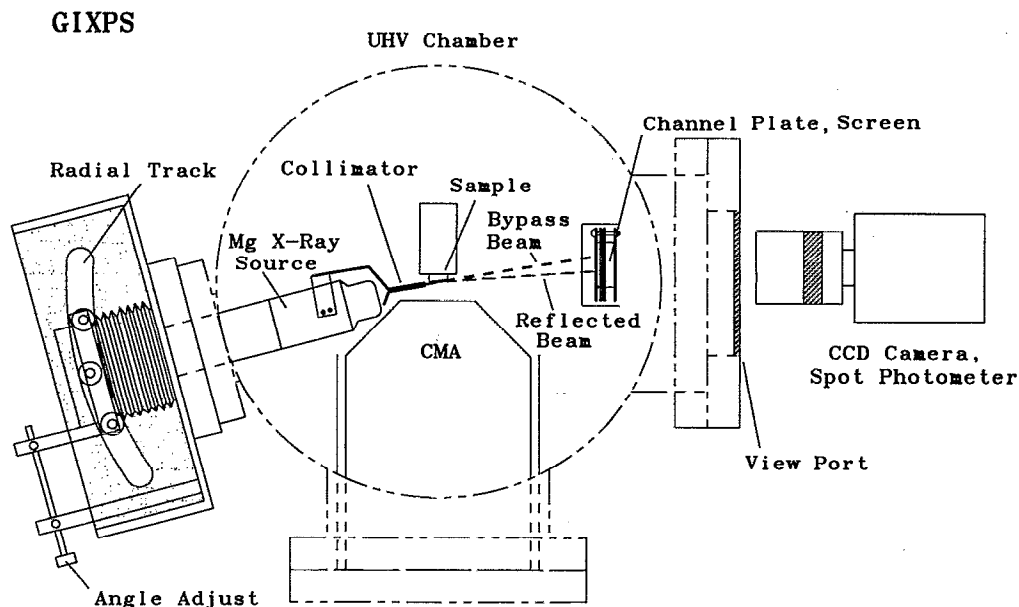 GIXPS
UHV Chamber
Channel Plate, Screen
Radial Track
Collimator
Sample
Bypass
Beam
Mg X-Ray
Source
Reflected
Beam
CMA
CCD Camera,
Spot Photometer
View Port
Angle Adjust